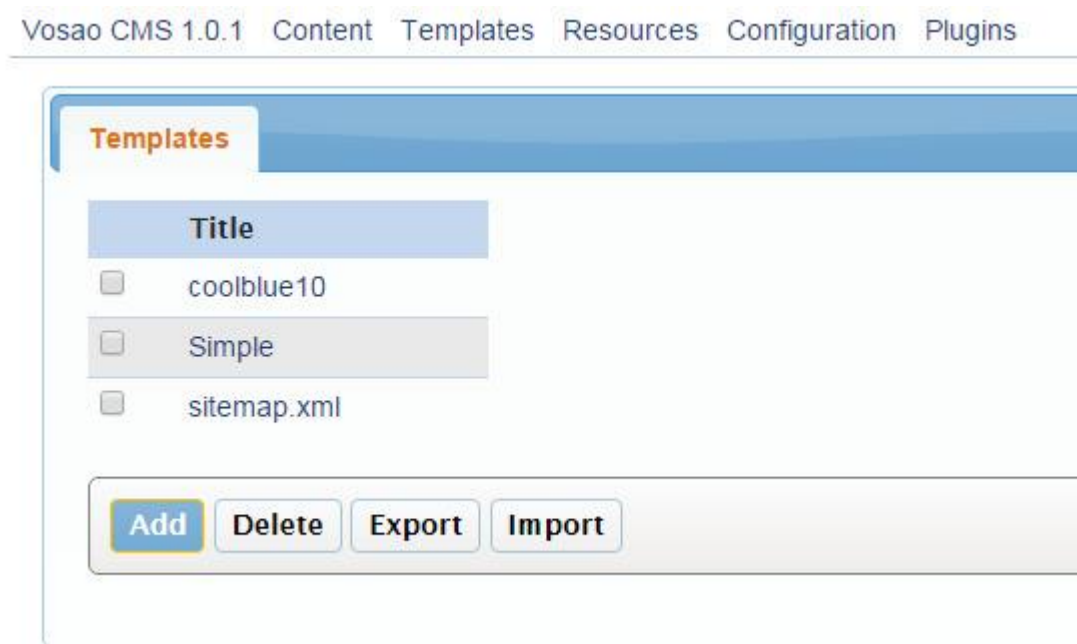 Vosao CMS 1.0.1 Content Templates Resources Configuration Plugins
Templates
Title
coolblue10
Simple
sitemap.xml
Add Delete Export Import